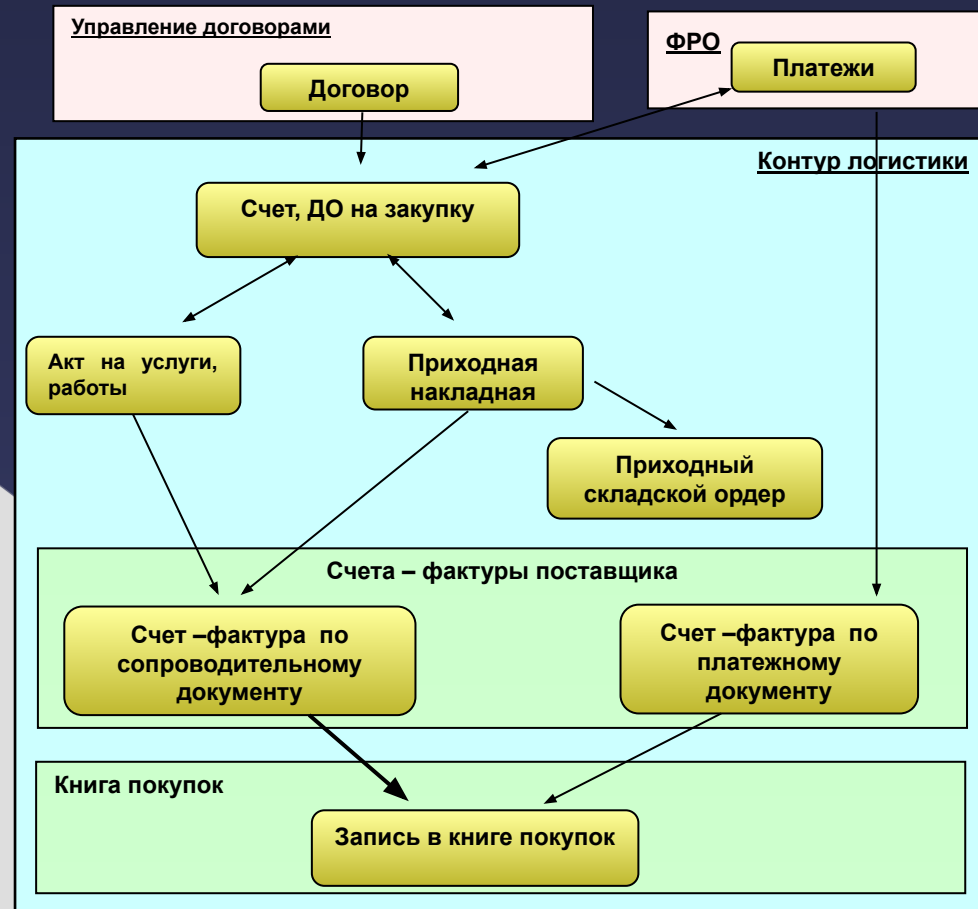 Управление договорами
ФРО
Договор
Платежи
Контур логистики
Счет, ДО на закупку
Акт на услуги,
работы
Приходная
накладная
Приходный
складской ордер
Счета – фактуры поставщика
Счет –фактура по
сопроводительному
документу
Счет –фактура по
платежному
документу
Книга покупок
Запись в книге покупок